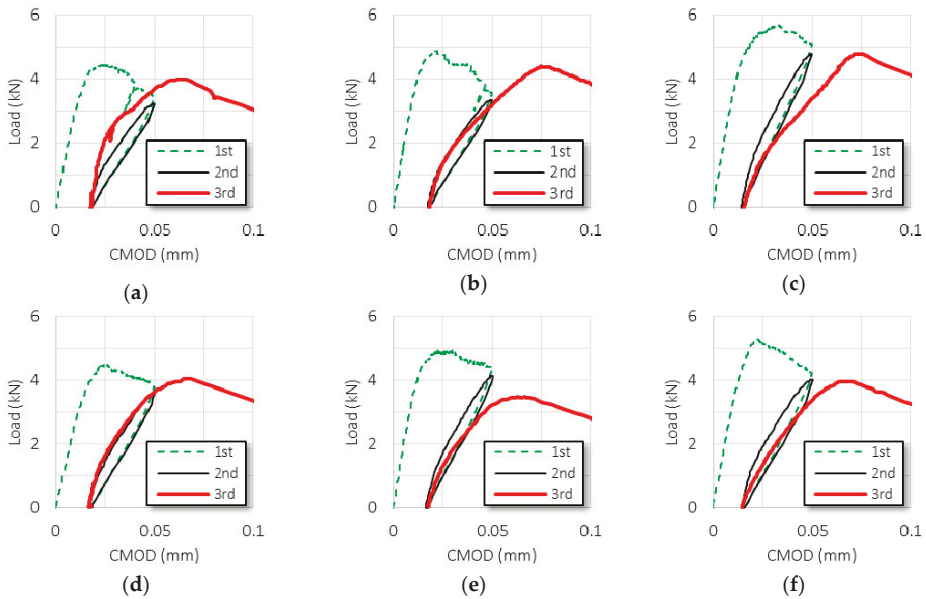 6
4
2
0
Load (kN)
0 0.05 0.1
CMOD (mm)
1st
2nd
3rd
(a)
6
4
2
0
Load (kN)
0 0.05 0.1
CMOD (mm)
1st
2nd
3rd
(b)
6
4
2
0
Load (kN)
0 0.05 0.1
CMOD (mm)
1st
2nd
3rd
(c)
6
4
2
0
Load (kN)
0 0.05 0.1
CMOD (mm)
1st
2nd
3rd
(d)
6
4
2
0
Load (kN)
0 0.05 0.1
CMOD (mm)
1st
2nd
3rd
(e)
6
4
2
0
Load (kN)
0 0.05 0.1
CMOD (mm)
1st
2nd
3rd
(f)